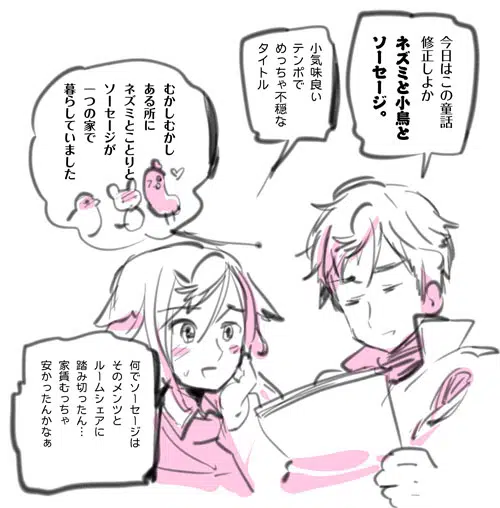 今日はこの童話
修正しよか
ネズミと小鳥と
ソーセージ。
小気味良い
テンポで
めっちゃ不穏な
タイトル
むかしむかし
ある所に
ネズミとことりと
ソーセージが
一つの家で
暮らしていました
何でソーセージは
そのメンツと
ルームシェアに
踏み切ったん…
家賃むっちゃ
安かったんかなぁ